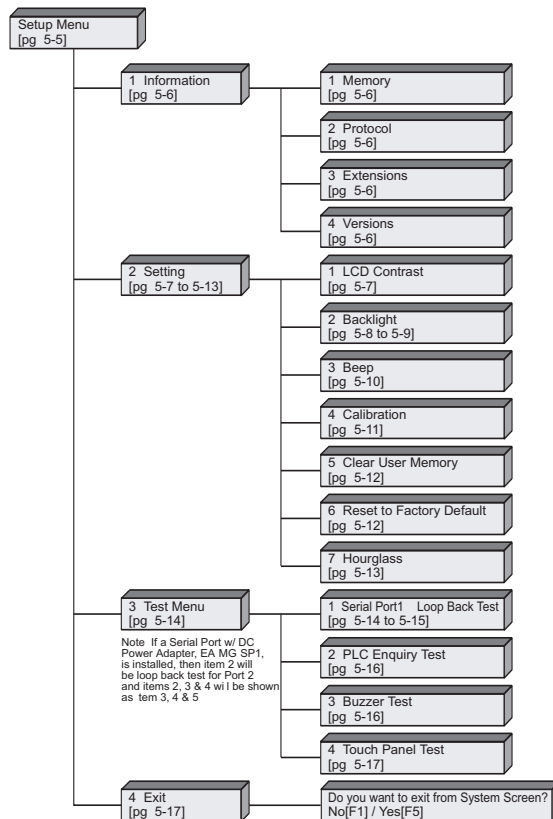 Setup Menu
[pg 5-5]
1 Information
[pg 5-6]
1 Memory
[pg 5-6]
2 Protocol
[pg 5-6]
3 Extensions
[pg 5-6]
4 Versions
[pg 5-6]
2 Setting
[pg 5-7 to 5-13]
1 LCD Contrast
[pg 5-7]
2 Backlight
[pg 5-8 to 5-9]
3 Beep
[pg 5-10]
4 Calibration
[pg 5-11]
5 Clear User Memory
[pg 5-12]
6 Reset to Factory Default
[pg 5-12]
7 Hourglass
[pg 5-13]
3 Test Menu
[pg 5-14]
Note If a Serial Port w/ DC
Power Adapter, EA MG SP1,
is installed, then item 2 will
be loop back test for Port 2
and items 2, 3 & 4 wi l be shown
as tem 3, 4 & 5
1 Serial Port1 Loop Back Test
[pg 5-14 to 5-15]
2 PLC Enquiry Test
[pg 5-16]
3 Buzzer Test
[pg 5-16]
4 Touch Panel Test
[pg 5-17]
4 Exit
[pg 5-17]
Do you want to exit from System Screen?
No[F1] / Yes[F5]